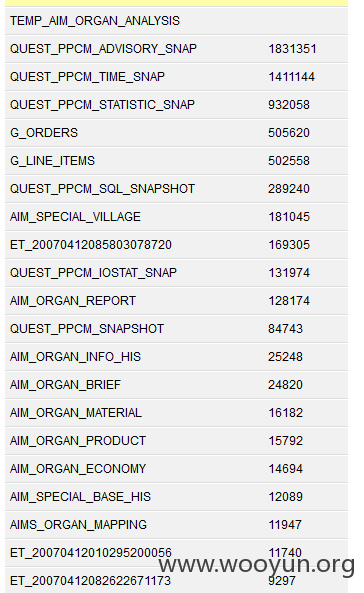 TEMP_AIM_ORGAN_ANALYSIS
QUEST_PPCM_ADVISORY_SNAP 1831351
QUEST_PPCM_TIME_SNAP 1411144
QUEST_PPCM_STATISTIC_SNAP 932058
G_ORDERS 505620
G_LINE_ITEMS 502558
QUEST_PPCM_SQL_SNAPSHOT 289240
AIM_SPECIAL_VILLAGE 181045
ET_20070412085803078720 169305
QUEST_PPCM_IOSTAT_SNAP 131974
AIM_ORGAN_REPORT 128174
QUEST_PPCM_SNAPSHOT 84743
AIM_ORGAN_INFO_HIS 25248
AIM_ORGAN_BRIEF 24820
AIM_ORGAN_MATERIAL 16182
AIM_ORGAN_PRODUCT 15792
AIM_ORGAN_ECONOMY 14694
AIM_SPECIAL_BASE_HIS 12089
AIMS_ORGAN_MAPPING 11947
ET_20070412010295200056 11740
www.wooyun.org
ET_20070412082622671173 9297